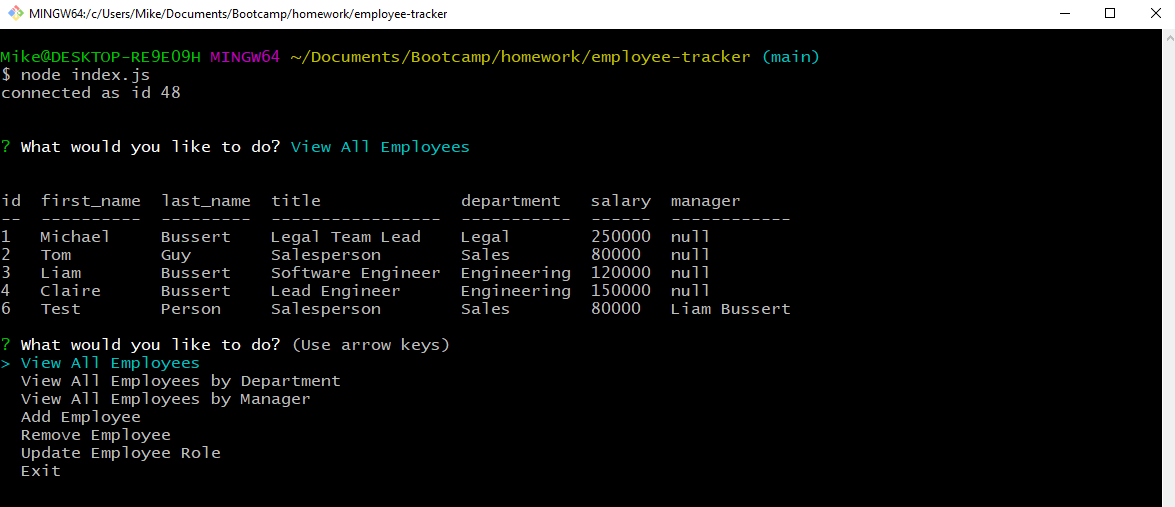 MINGW64:/c/Users/Mike/Documents/Bootcamp/homework/employee-tracker
Mike@DESKTOP-RE9EO9H MINGW64 ~/Documents/Bootcamp/homework/employee-tracker (main)
$ node index.js
connected as id 48
? What would you like to do? View All Employees
id  first_name  last_name  title              department   salary  manager
--  ----------  ---------  -----------------  -----------  ------  ------------
1   Michael     Bussert    Legal Team Lead    Legal        250000  null
2   Tom         Guy        Salesperson        Sales        80000   null
3   Liam        Bussert    Software Engineer  Engineering  120000  null
4   Claire      Bussert    Lead Engineer      Engineering  150000  null
6   Test        Person     Salesperson        Sales        80000   Liam Bussert
? What would you like to do? (Use arrow keys)
> View All Employees
  View All Employees by Department
  View All Employees by Manager
  Add Employee
  Remove Employee
  Update Employee Role
  Exit